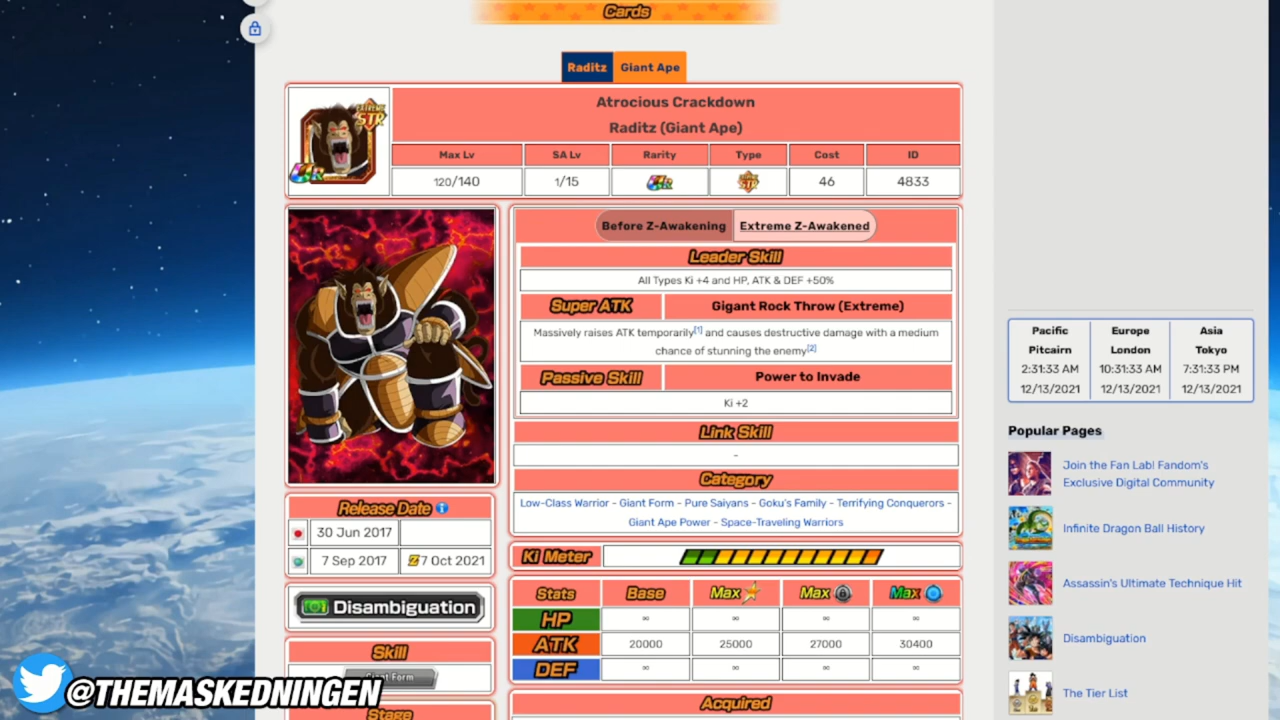 Cards
Raditz
Giant Ape
EXTREME STR
UR
Atrocious Crackdown
Raditz (Giant Ape)
Max Lv
SA Lv
Rarity
Type
Cost
ID
120/140
1/15
UR
STR
46
4833
Before Z-Awakening
Extreme Z-Awakened
Leader Skill
All Types Ki +4 and HP, ATK & DEF +50%
Super ATK
Gigant Rock Throw (Extreme)
Massively raises ATK temporarily[1] and causes destructive damage with a medium
chance of stunning the enemy[2]
Passive Skill
Power to Invade
Ki +2
Link Skill
-
Category
Low-Class Warrior - Giant Form - Pure Saiyans - Goku's Family - Terrifying Conquerors -
Giant Ape Power - Space-Traveling Warriors
Release Date
30 Jun 2017
7 Sep 2017
Z7 Oct 2021
Disambiguation
Skill
Giant Form
Stage
Ki Meter
Stats
Base
Max
Max
Max
HP
∞
∞
∞
∞
ATK
20000
25000
27000
30400
DEF
∞
∞
∞
∞
Acquired
Pacific
Europe
Asia
Pitcairn
London
Tokyo
2:31:33 AM
10:31:33 AM
7:31:33 PM
12/13/2021
12/13/2021
12/13/2021
Popular Pages
Join the Fan Lab! Fandom's
Exclusive Digital Community
Infinite Dragon Ball History
Assassin's Ultimate Technique Hit
Disambiguation
The Tier List
@THEMASKEDNINGEN